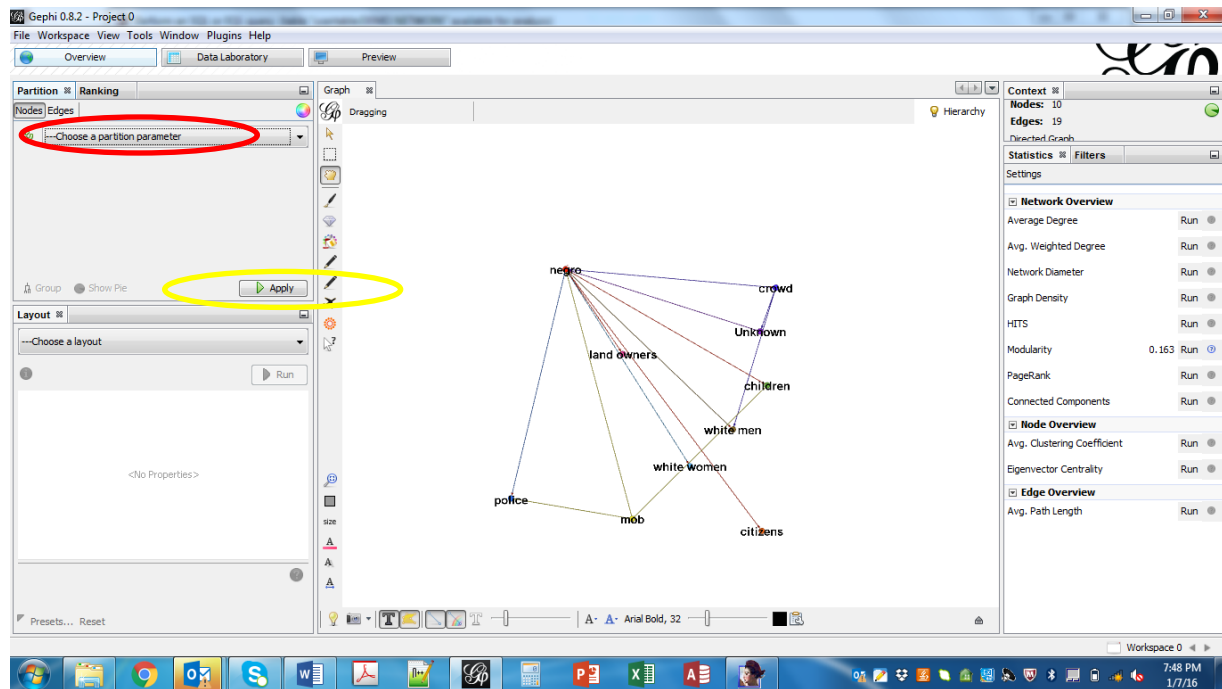 Gephi 0.8.2 - Project 0
File Workspace View Tools Window Plugins Help
Overview Data Laboratory Preview
Partition Ranking
Nodes Edges
---Choose a partition parameter
Group Show Pie Apply
Layout
---Choose a layout
Run
<No Properties>
Presets... Reset
Graph
Dragging
Hierarchy
negro
crowd
Unknown
land owners
children
white men
white women
police
mob
citizens
size
A
A
A
T T A- A- Arial Bold, 32
Context
Nodes: 10
Edges: 19
Directed Graph
Statistics Filters
Settings
Network Overview
Average Degree Run
Avg. Weighted Degree Run
Network Diameter Run
Graph Density Run
HITS Run
Modularity 0.163 Run
PageRank Run
Connected Components Run
Node Overview
Avg. Clustering Coefficient Run
Eigenvector Centrality Run
Edge Overview
Avg. Path Length Run
Workspace 0
7:48 PM
1/7/16